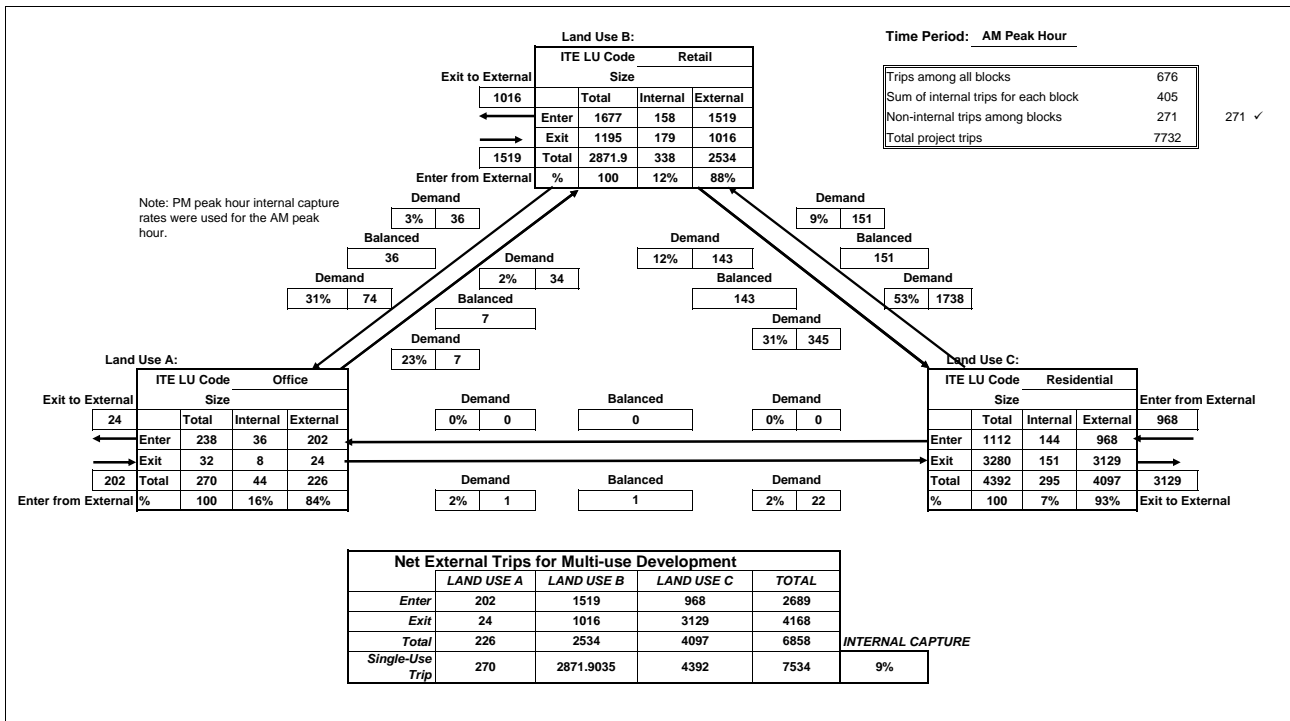 Land Use B:
ITE LU Code Retail
Size
Exit to External
1016
Total Internal External
Enter 1677 158 1519
Exit 1195 179 1016
1519 Total 2871.9 338 2534
Enter from External % 100 12% 88%
Time Period: AM Peak Hour
Trips among all blocks 676
Sum of internal trips for each block 405
Non-internal trips among blocks 271 271 ✓
Total project trips 7732
Note: PM peak hour internal capture
rates were used for the AM peak
hour.
Demand
3% 36
Balanced
36
Demand
31% 74
Demand
2% 34
Balanced
7
Demand
23% 7
Demand
12% 143
Balanced
143
Demand
31% 345
Demand
9% 151
Balanced
151
Demand
53% 1738
Land Use A:
ITE LU Code Office
Exit to External Size
24 Total Internal External
Enter 238 36 202
Exit 32 8 24
202 Total 270 44 226
Enter from External % 100 16% 84%
Demand Balanced Demand
0% 0 0 0% 0
Demand Balanced Demand
2% 1 1 2% 22
Land Use C:
ITE LU Code Residential
Size Enter from External
Total Internal External 968
Enter 1112 144 968
Exit 3280 151 3129
Total 4392 295 4097 3129
% 100 7% 93% Exit to External
Net External Trips for Multi-use Development
LAND USE A LAND USE B LAND USE C TOTAL
Enter 202 1519 968 2689
Exit 24 1016 3129 4168
Total 226 2534 4097 6858 INTERNAL CAPTURE
Single-Use
Trip 270 2871.9035 4392 7534 9%